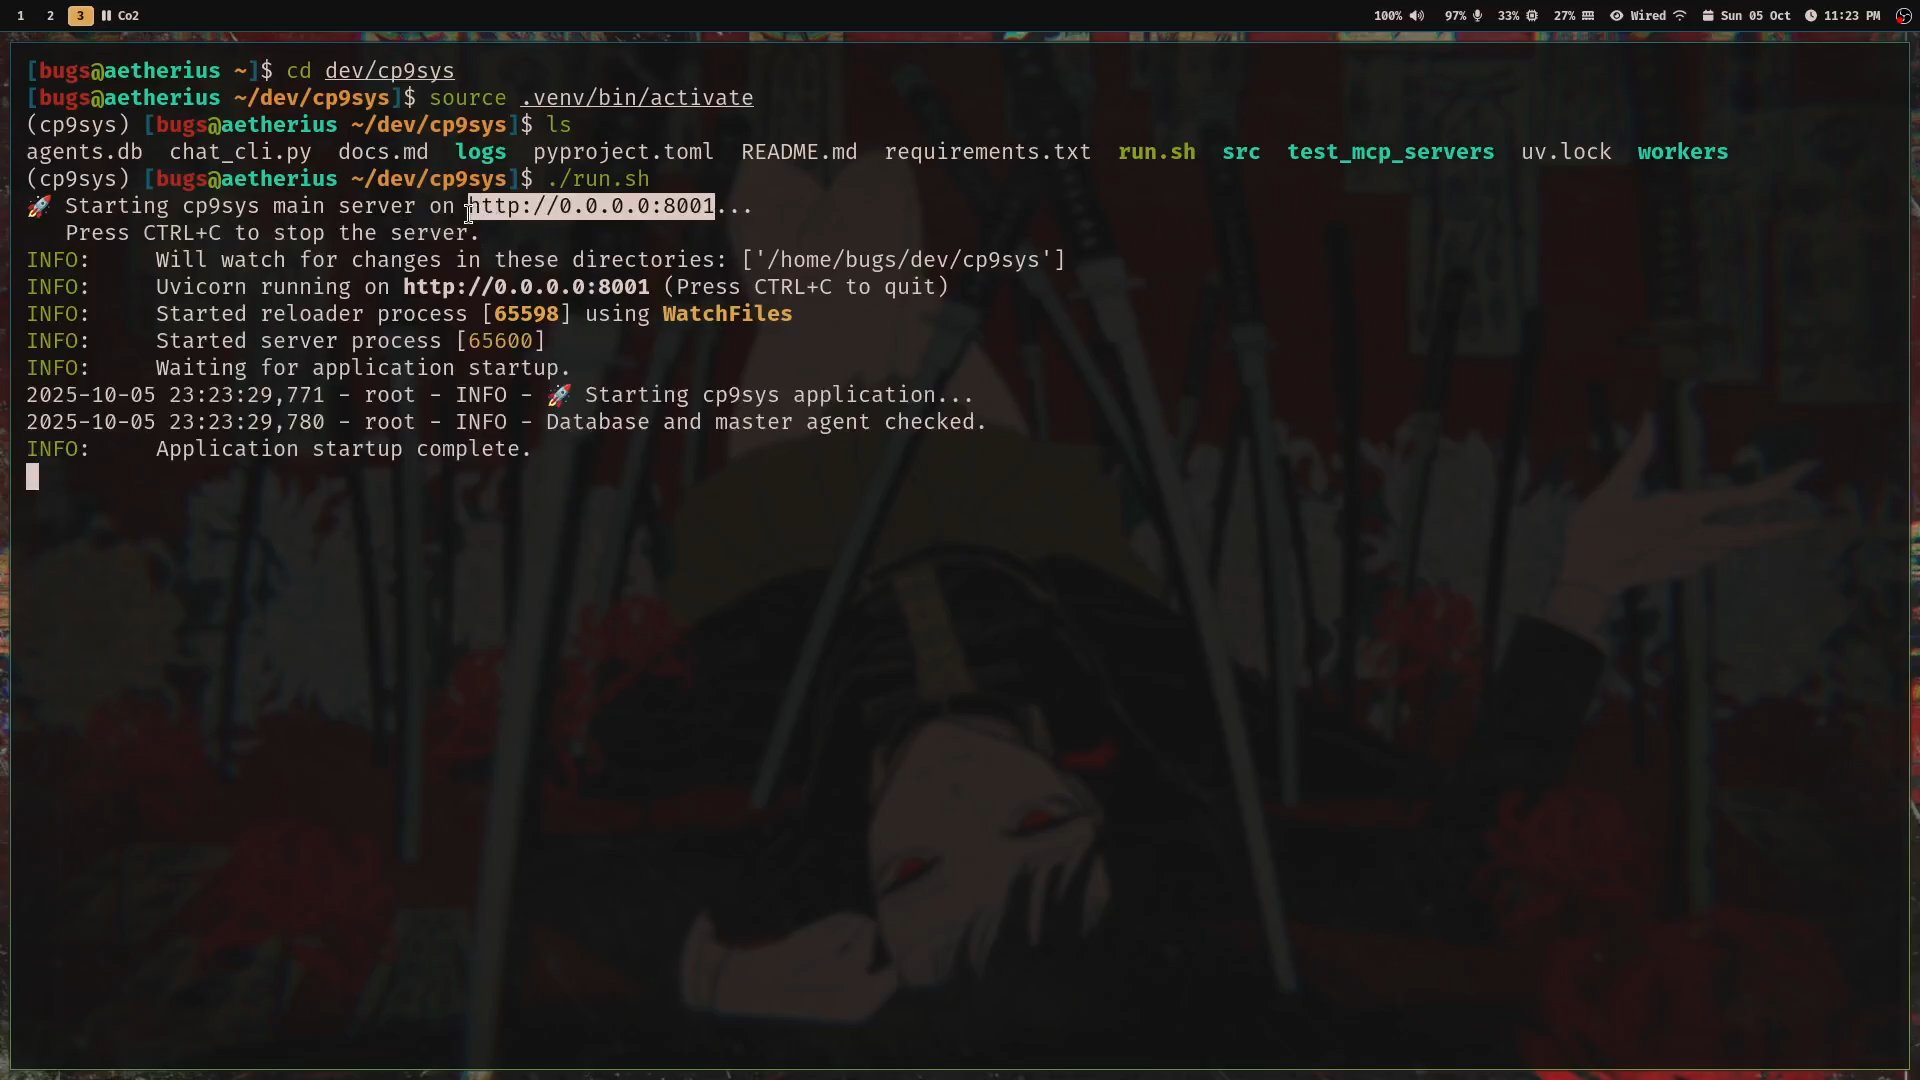 1 2 3 Co2 100% 97% 33% 27% Wired Sun 05 Oct 11:23 PM
[bugs@aetherius ~]$ cd dev/cp9sys
[bugs@aetherius ~/dev/cp9sys]$ source .venv/bin/activate
(cp9sys) [bugs@aetherius ~/dev/cp9sys]$ ls
agents.db chat_cli.py docs.md logs pyproject.toml README.md requirements.txt run.sh src test_mcp_servers uv.lock workers
(cp9sys) [bugs@aetherius ~/dev/cp9sys]$ ./run.sh
🚀 Starting cp9sys main server on http://0.0.0.0:8001...
Press CTRL+C to stop the server.
INFO: Will watch for changes in these directories: ['/home/bugs/dev/cp9sys']
INFO: Uvicorn running on http://0.0.0.0:8001 (Press CTRL+C to quit)
INFO: Started reloader process [65598] using WatchFiles
INFO: Started server process [65600]
INFO: Waiting for application startup.
2025-10-05 23:23:29,771 - root - INFO - 🚀 Starting cp9sys application...
2025-10-05 23:23:29,780 - root - INFO - Database and master agent checked.
INFO: Application startup complete.